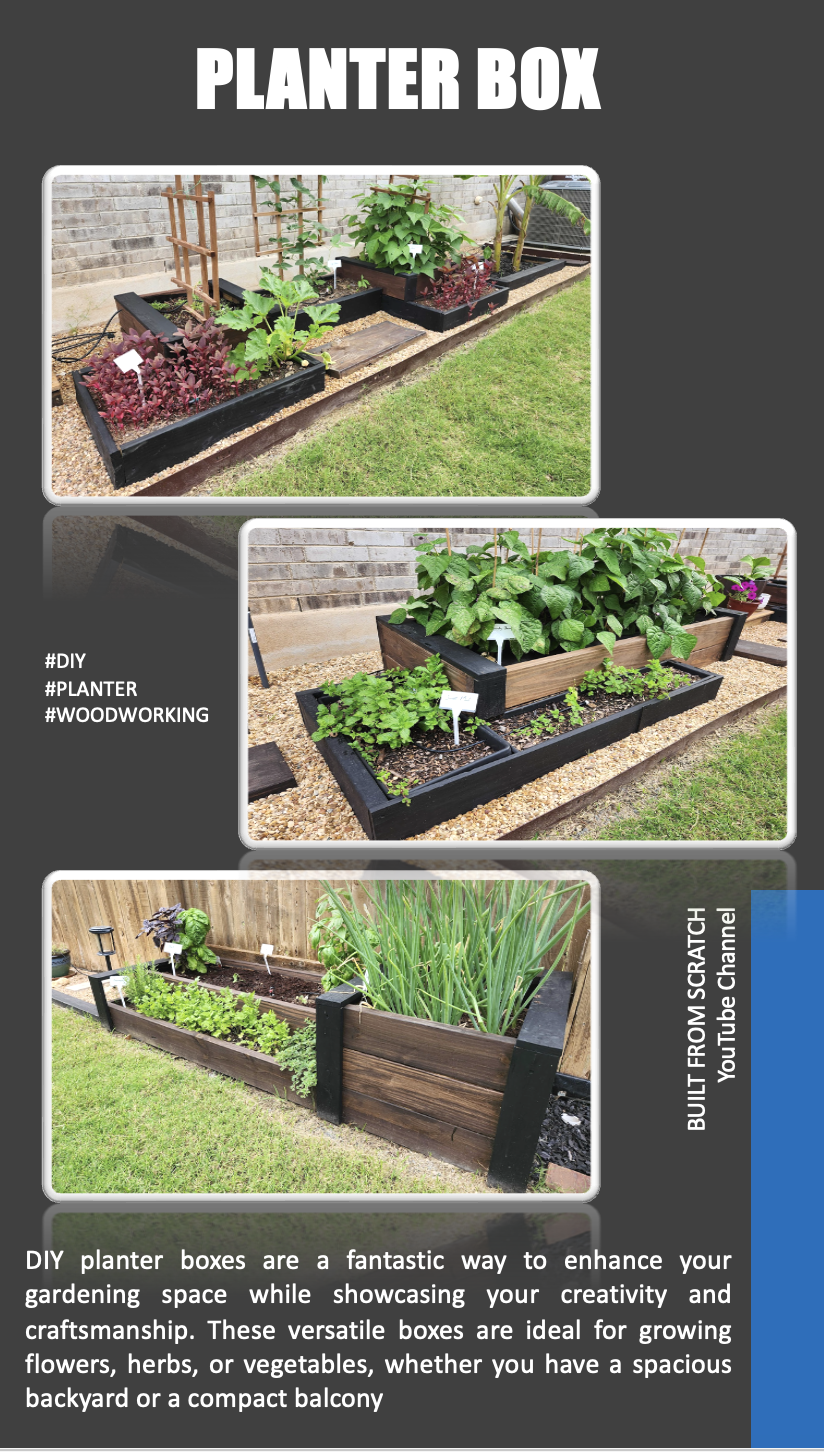 PLANTER BOX
#DIY
#PLANTER
#WOODWORKING
BUILT FROM SCRATCH
YouTube Channel
DIY planter boxes are a fantastic way to enhance your
gardening space while showcasing your creativity and
craftsmanship. These versatile boxes are ideal for growing
flowers, herbs, or vegetables, whether you have a spacious
backyard or a compact balcony